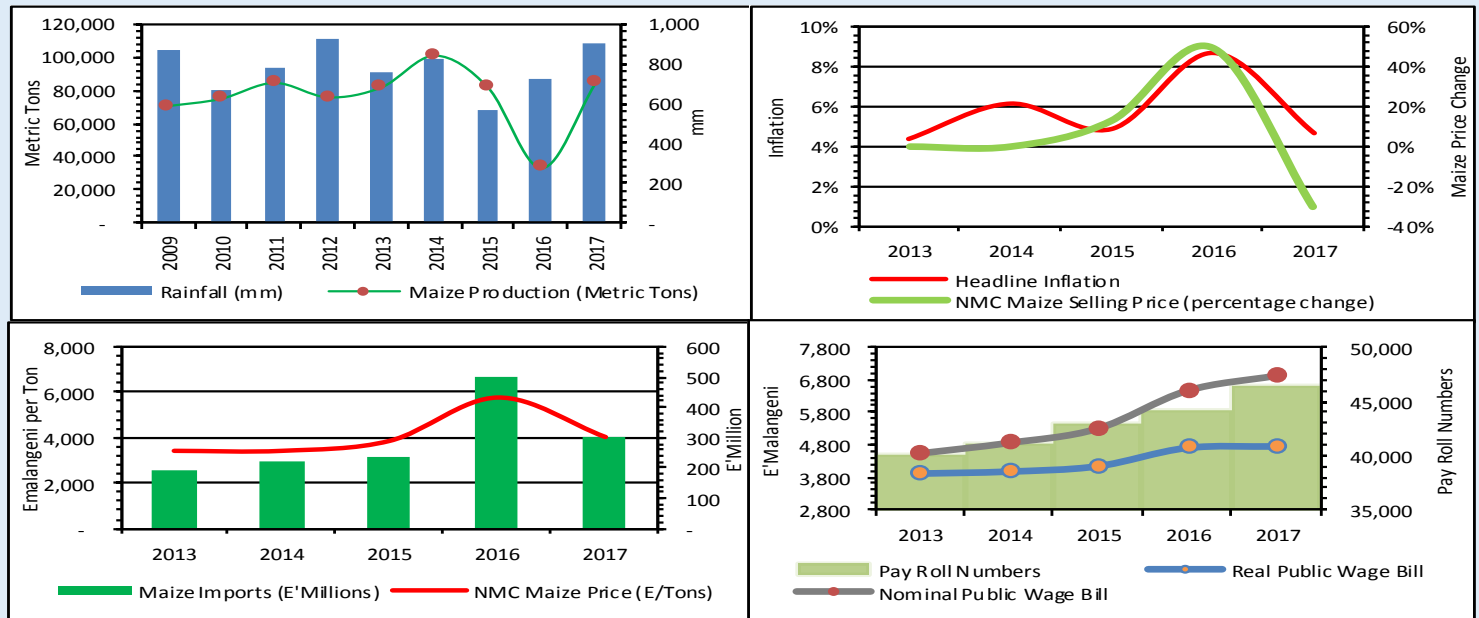 120,000
100,000
80,000
60,000
40,000
20,000
-
Metric Tons
1,000
800
600
400
200
-
mm
2009
2010
2011
2012
2013
2014
2015
2016
2017
Rainfall (mm)
Maize Production (Metric Tons)
10%
8%
6%
4%
2%
0%
Inflation
60%
40%
20%
0%
-20%
-40%
Maize Price Change
2013 2014 2015 2016 2017
Headline Inflation
NMC Maize Selling Price (percentage change)
8,000
6,000
4,000
2,000
-
Emalangeni per Ton
600
500
400
300
200
100
-
E'Million
2013 2014 2015 2016 2017
Maize Imports (E'Millions)
NMC Maize Price (E/Tons)
7,800
6,800
5,800
4,800
3,800
2,800
E'Malangeni
50,000
45,000
40,000
35,000
Pay Roll Numbers
2013 2014 2015 2016 2017
Pay Roll Numbers
Real Public Wage Bill
Nominal Public Wage Bill